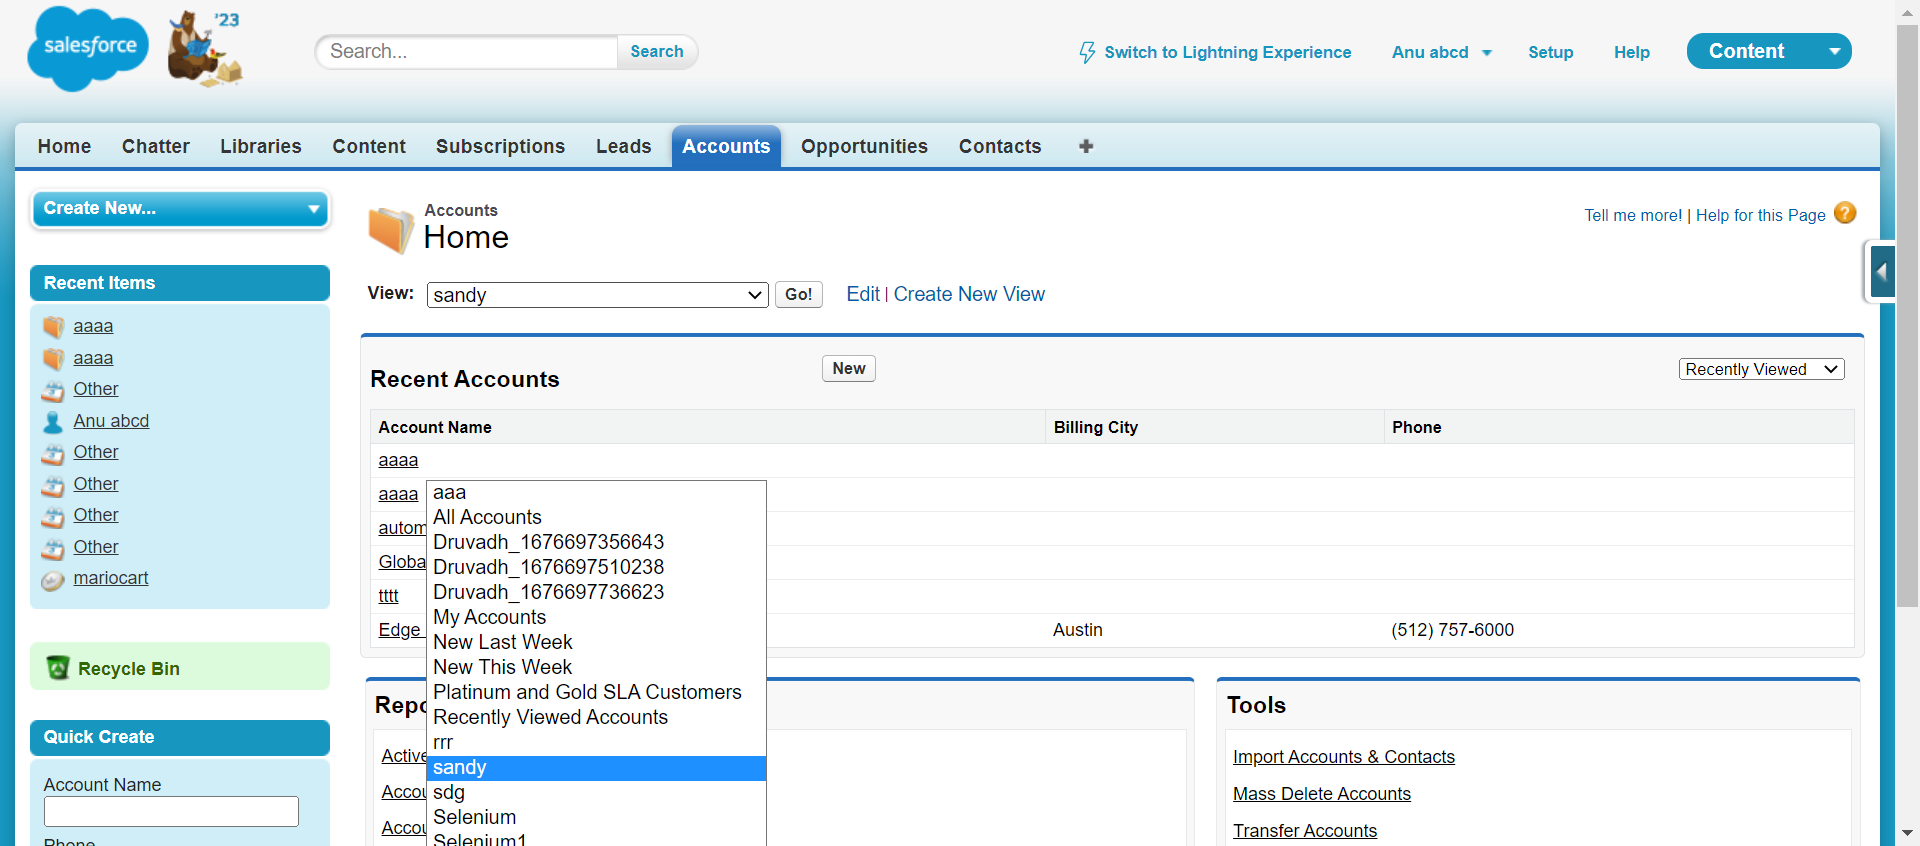 salesforce
'23
Search...
Search
Switch to Lightning Experience
Anu abcd
Setup
Help
Content
Home
Chatter
Libraries
Content
Subscriptions
Leads
Accounts
Opportunities
Contacts
Create New...
Recent Items
aaaa
aaaa
Other
Anu abcd
Other
Other
Other
Other
mariocart
Recycle Bin
Quick Create
Account Name
Phone
Accounts
Home
Tell me more! | Help for this Page ?
View:
sandy
Go!
Edit | Create New View
Recent Accounts
New
Recently Viewed
Account Name
Billing City
Phone
aaaa
aaaa
autom
Globa
tttt
Edge
Austin
(512) 757-6000
aaa
All Accounts
Druvadh_1676697356643
Druvadh_1676697510238
Druvadh_1676697736623
My Accounts
New Last Week
New This Week
Platinum and Gold SLA Customers
Recently Viewed Accounts
rrr
sandy
sdg
Selenium
Selenium1
Repo
Active
Accou
Accou
Tools
Import Accounts & Contacts
Mass Delete Accounts
Transfer Accounts